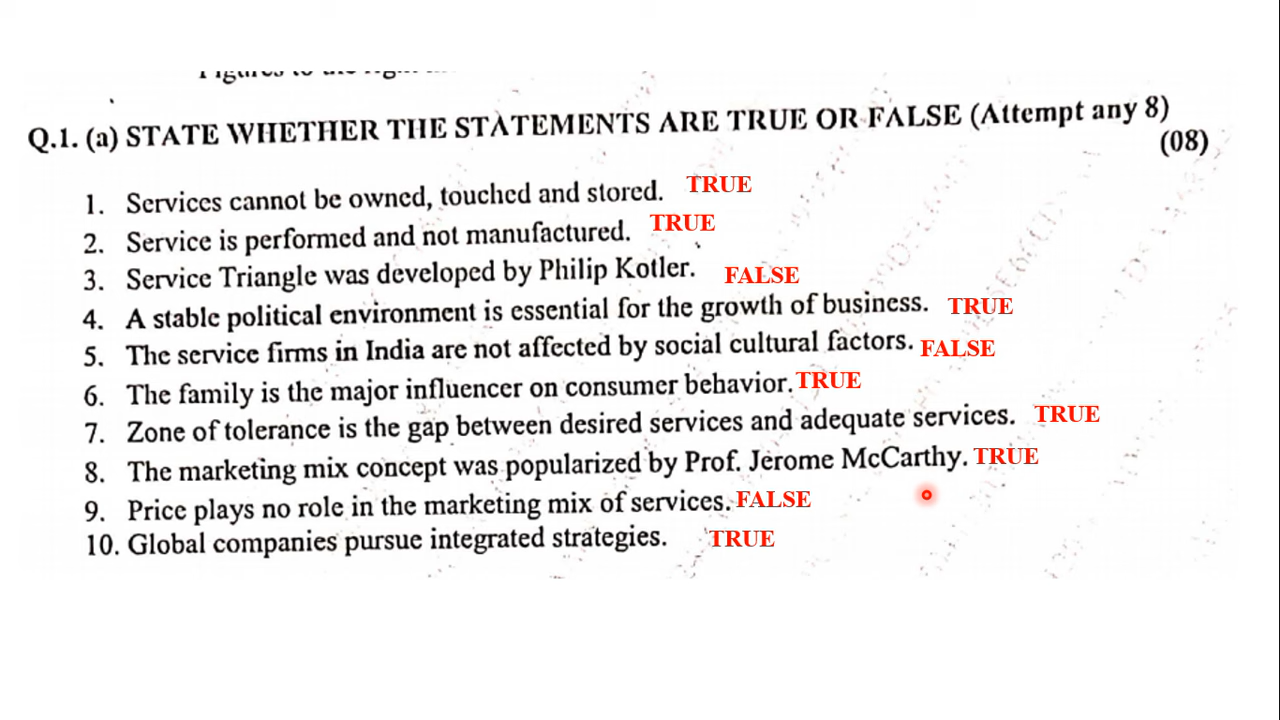 Q.1. (a) STATE WHETHER THE STATEMENTS ARE TRUE OR FALSE (Attempt any 8)
(08)
1. Services cannot be owned, touched and stored. TRUE
2. Service is performed and not manufactured. TRUE
3. Service Triangle was developed by Philip Kotler. FALSE
4. A stable political environment is essential for the growth of business. TRUE
5. The service firms in India are not affected by social cultural factors. FALSE
6. The family is the major influencer on consumer behavior. TRUE
7. Zone of tolerance is the gap between desired services and adequate services. TRUE
8. The marketing mix concept was popularized by Prof. Jerome McCarthy. TRUE
9. Price plays no role in the marketing mix of services. FALSE
10. Global companies pursue integrated strategies. TRUE